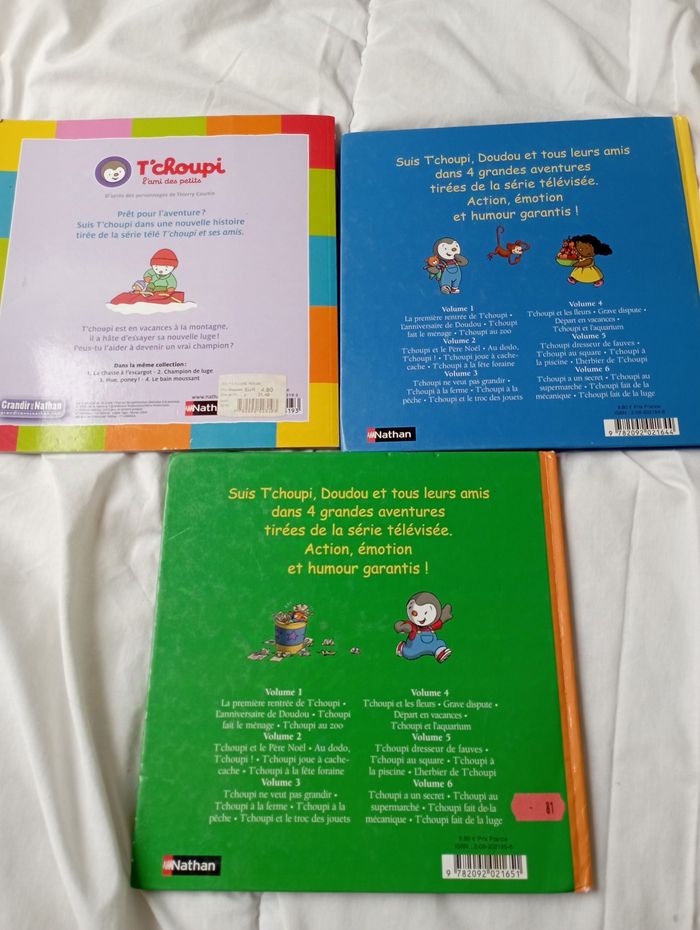 T'choupi
l'ami des petits
D'après des personnages de Thierry Courtin
Prêt pour l'aventure ?
Suis T'choupi dans une nouvelle histoire
tirée de la série télé T'choupi et ses amis.
T'choupi est en vacances à la montagne,
il a hâte d'essayer sa nouvelle luge !
Peux-tu l'aider à devenir un vrai champion ?
Dans la même collection :
1. La chasse à l'escargot - 2. Champion de luge
3. Hue, poney ! - 4. Le bain moussant
Grandir avec Nathan
Nathan
4,80
Suis T'choupi, Doudou et tous leurs amis
dans 4 grandes aventures
tirées de la série télévisée.
Action, émotion
et humour garantis !
Volume 1
La première rentrée de T'choupi •
L'anniversaire de Doudou • T'choupi
fait le ménage • T'choupi au zoo
Volume 2
T'choupi et le Père Noël • Au dodo,
T'choupi ! • T'choupi joue à cache-
cache • T'choupi à la fête foraine
Volume 3
T'choupi ne veut pas grandir •
T'choupi à la ferme • T'choupi à la
pêche • T'choupi et le troc des jouets
Volume 4
T'choupi et les fleurs • Grave dispute •
Départ en vacances •
T'choupi et l'aquarium
Volume 5
T'choupi dresseur de fauves •
T'choupi au square • T'choupi à
la piscine • L'herbier de T'choupi
Volume 6
T'choupi a un secret • T'choupi au
supermarché • T'choupi fait de la
mécanique • T'choupi fait de la luge
Nathan
9 782092 021644
Suis T'choupi, Doudou et tous leurs amis
dans 4 grandes aventures
tirées de la série télévisée.
Action, émotion
et humour garantis !
Volume 1
La première rentrée de T'choupi •
L'anniversaire de Doudou • T'choupi
fait le ménage • T'choupi au zoo
Volume 2
T'choupi et le Père Noël • Au dodo,
T'choupi ! • T'choupi joue à cache-
cache • T'choupi à la fête foraine
Volume 3
T'choupi ne veut pas grandir •
T'choupi à la ferme • T'choupi à la
pêche • T'choupi et le troc des jouets
Volume 4
T'choupi et les fleurs • Grave dispute •
Départ en vacances •
T'choupi et l'aquarium
Volume 5
T'choupi dresseur de fauves •
T'choupi au square • T'choupi à
la piscine • L'herbier de T'choupi
Volume 6
T'choupi a un secret • T'choupi au
supermarché • T'choupi fait de la
mécanique • T'choupi fait de la luge
81
Nathan
9 782092 021651